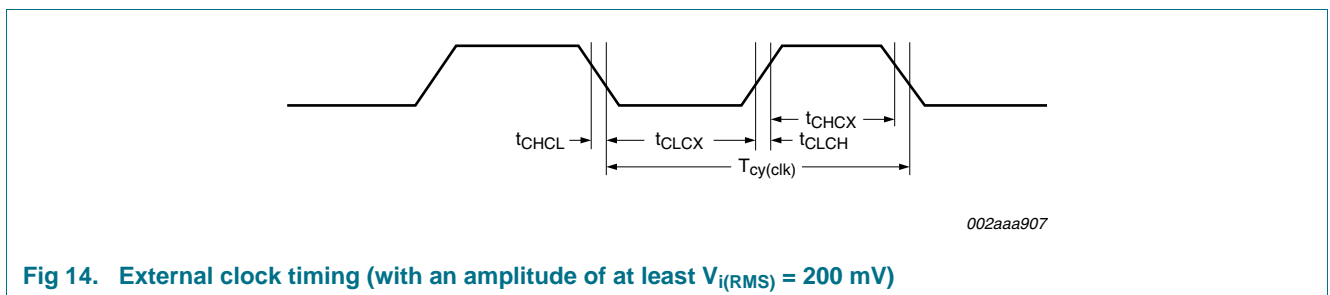 tCHCX
tCHCL tCLCX tCLCH
Tcy(clk)
002aaa907
Fig 14. External clock timing (with an amplitude of at least Vi(RMS) = 200 mV)